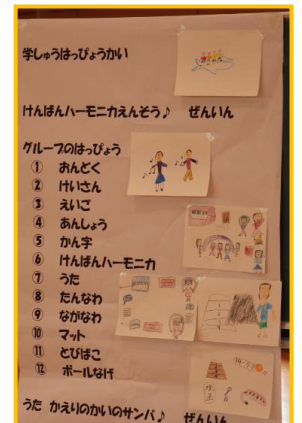 学しゅうはっぴょうかい
けんばんハーモニカえんそう♪ ぜんいん
グループのはっぴょう
① おんどく
② けいさん
③ えいご
④ あんしょう
⑤ かん字
⑥ けんばんハーモニカ
⑦ うた
⑧ たんなわ
⑨ ながなわ
⑩ マット
⑪ とびばこ
⑫ ボールなげ
うた かえりのかいのサンバ♪ ぜんいん